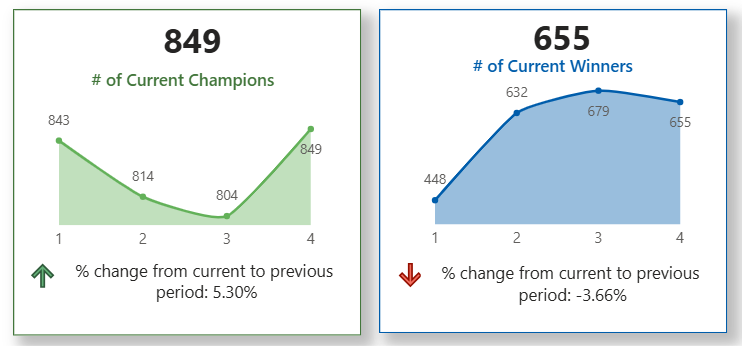 849
# of Current Champions
843
814
804
849
1 2 3 4
% change from current to previous
period: 5.30%
655
# of Current Winners
448
632
679
655
1 2 3 4
% change from current to previous
period: -3.66%